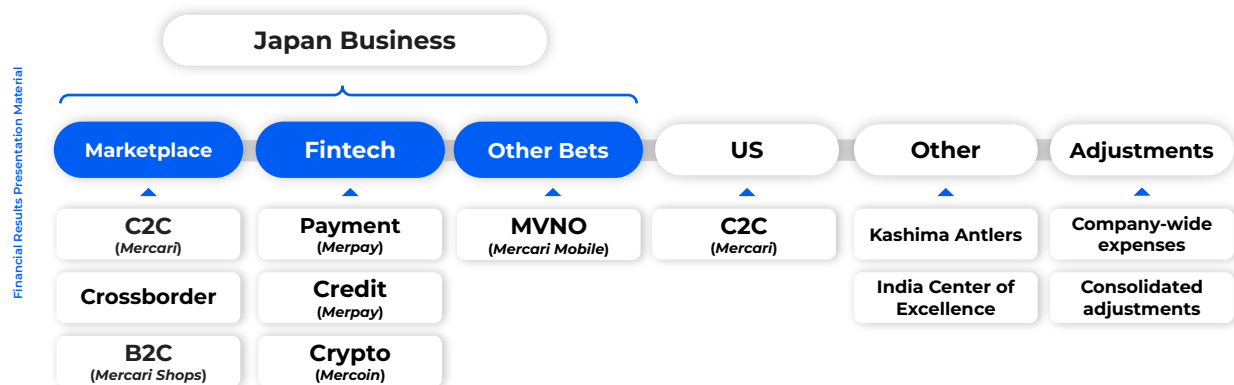 Financial Results Presentation Material
Japan Business
Marketplace
Fintech
Other Bets
US
Other
Adjustments
C2C
(Mercari)
Crossborder
B2C
(Mercari Shops)
Payment
(Merpay)
Credit
(Merpay)
Crypto
(Mercoin)
MVNO
(Mercari Mobile)
C2C
(Mercari)
Kashima Antlers
India Center of
Excellence
Company-wide
expenses
Consolidated
adjustments